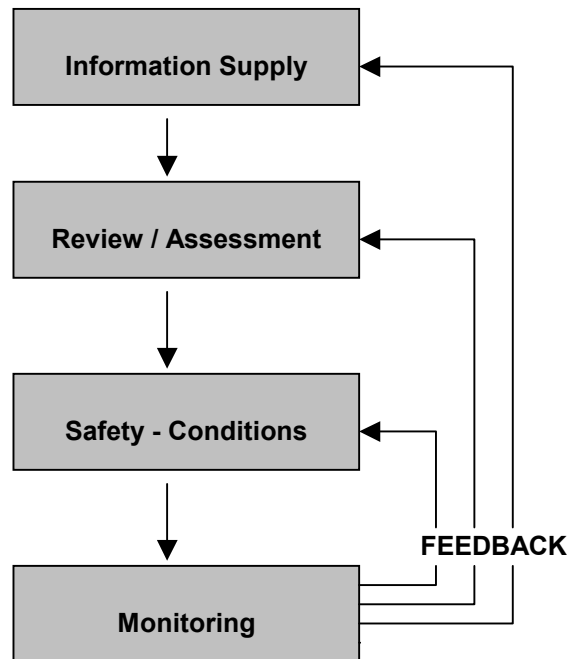 Information Supply
Review / Assessment
Safety - Conditions
FEEDBACK
Monitoring